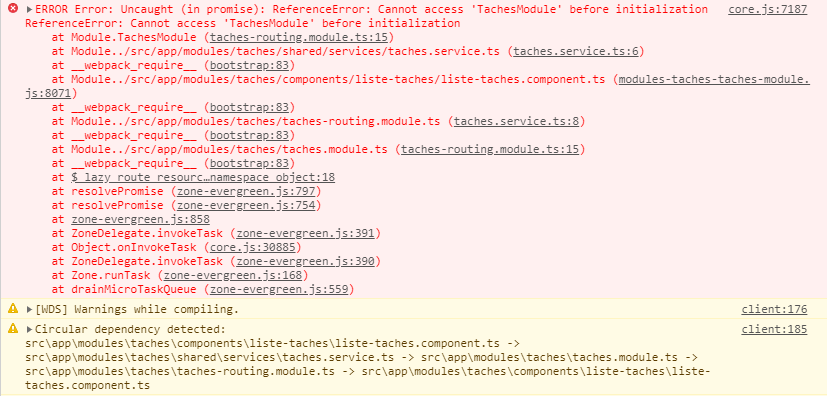 ▶ERROR Error: Uncaught (in promise): ReferenceError: Cannot access 'TachesModule' before initialization core.js:7187
ReferenceError: Cannot access 'TachesModule' before initialization
at Module.TachesModule (taches-routing.module.ts:15)
at Module../src/app/modules/taches/shared/services/taches.service.ts (taches.service.ts:6)
at __webpack_require__ (bootstrap:83)
at Module../src/app/modules/taches/components/liste-taches/liste-taches.component.ts (modules-taches-taches-module.
js:8071)
at __webpack_require__ (bootstrap:83)
at Module../src/app/modules/taches/taches-routing.module.ts (taches.service.ts:8)
at __webpack_require__ (bootstrap:83)
at Module../src/app/modules/taches/taches.module.ts (taches-routing.module.ts:15)
at __webpack_require__ (bootstrap:83)
at $_lazy_route_resourc…namespace object:18
at resolvePromise (zone-evergreen.js:797)
at resolvePromise (zone-evergreen.js:754)
at zone-evergreen.js:858
at ZoneDelegate.invokeTask (zone-evergreen.js:391)
at Object.onInvokeTask (core.js:30885)
at ZoneDelegate.invokeTask (zone-evergreen.js:390)
at Zone.runTask (zone-evergreen.js:168)
at drainMicroTaskQueue (zone-evergreen.js:559)
▶[WDS] Warnings while compiling. client:176
▶Circular dependency detected: client:185
src\app\modules\taches\components\liste-taches\liste-taches.component.ts ->
src\app\modules\taches\shared\services\taches.service.ts -> src\app\modules\taches\taches.module.ts ->
src\app\modules\taches\taches-routing.module.ts -> src\app\modules\taches\components\liste-taches\liste-
taches.component.ts